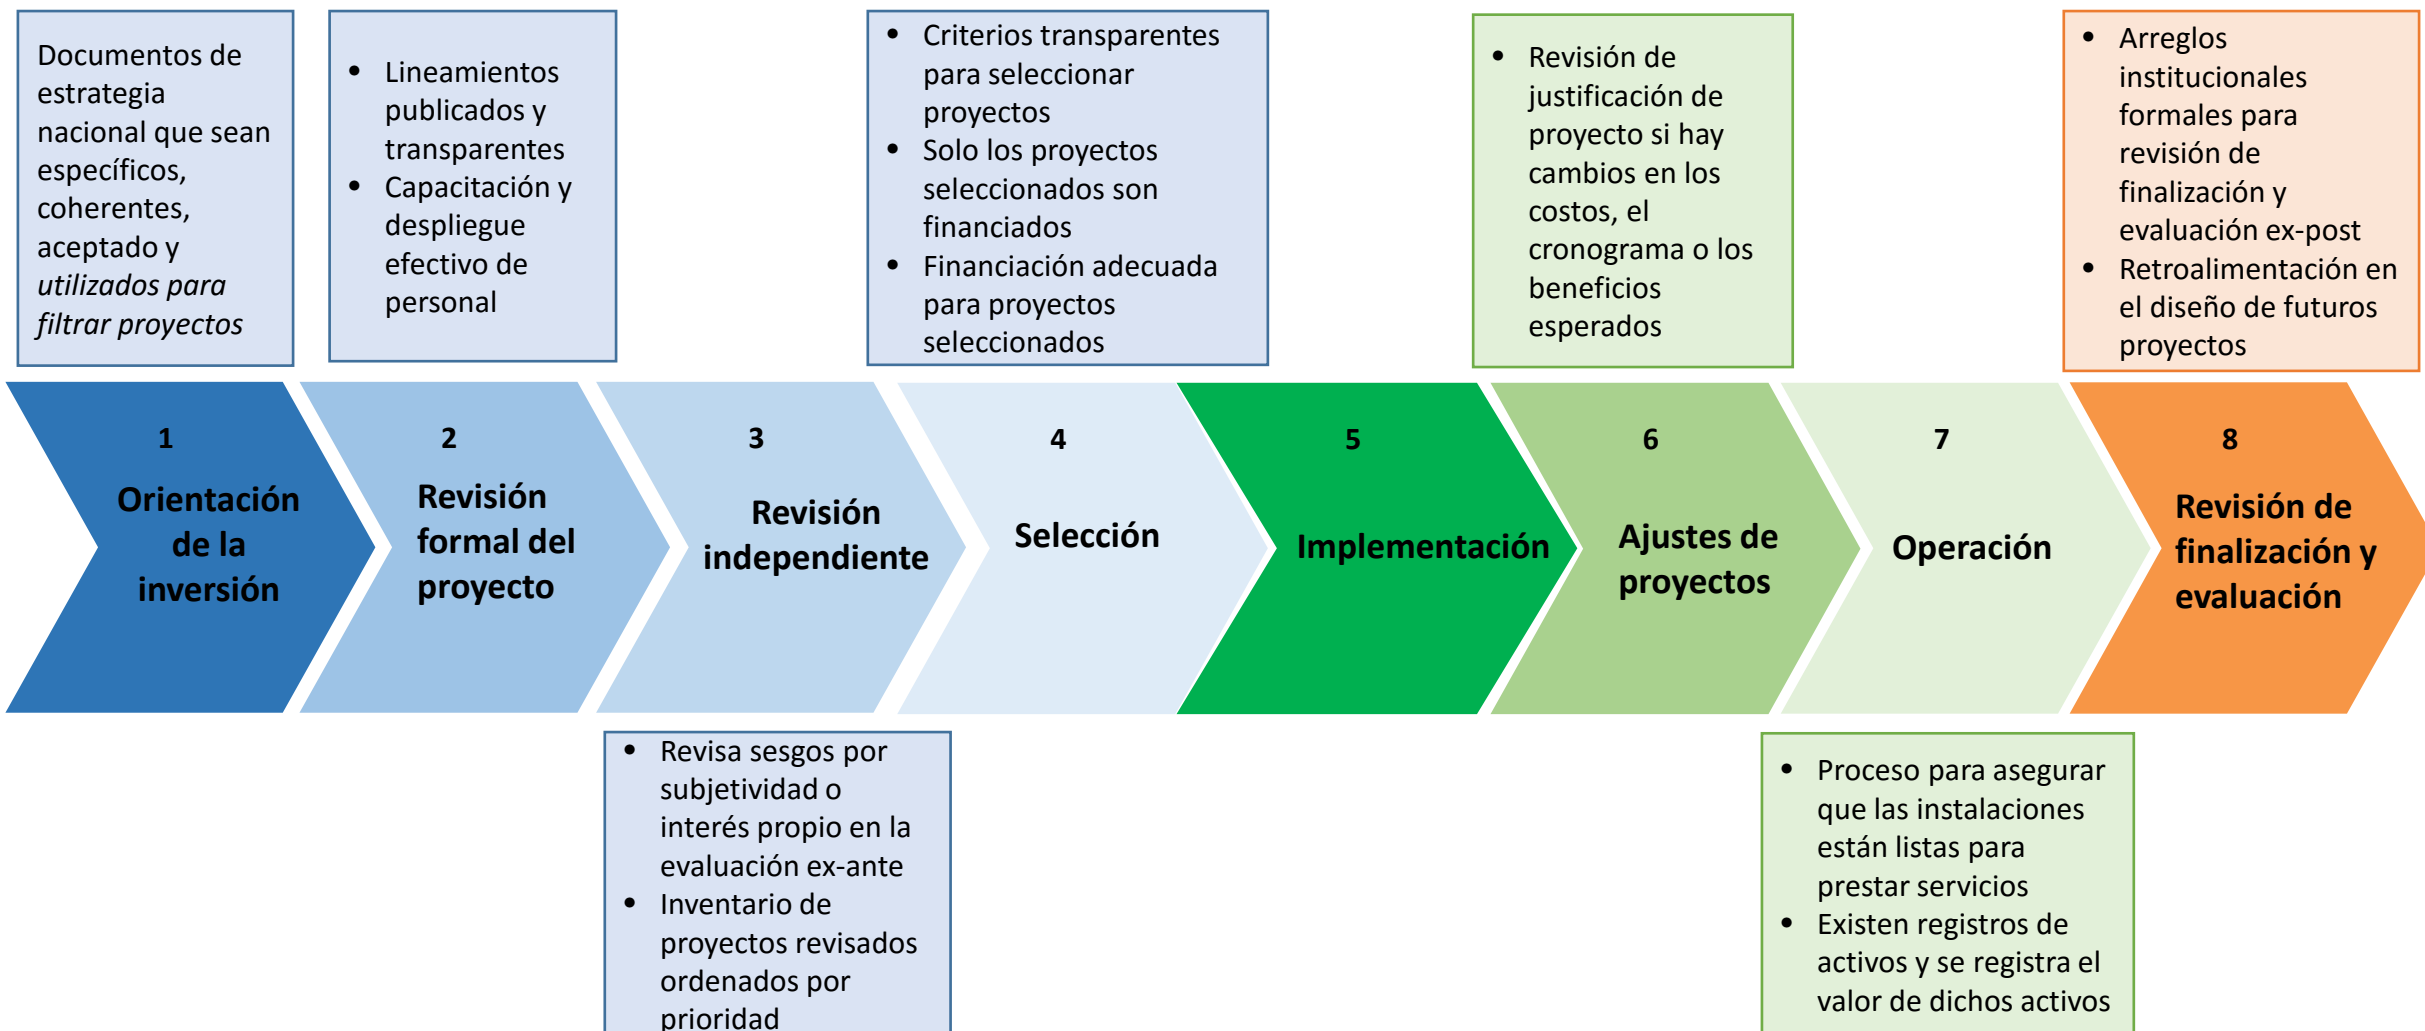 Documentos de
estrategia
nacional que sean
específicos,
coherentes,
aceptado y
utilizados para
filtrar proyectos
• Lineamientos
publicados y
transparentes
• Capacitación y
despliegue
efectivo de
personal
• Criterios transparentes
para seleccionar
proyectos
• Solo los proyectos
seleccionados son
financiados
• Financiación adecuada
para proyectos
seleccionados
• Revisión de
justificación de
proyecto si hay
cambios en los
costos, el
cronograma o los
beneficios
esperados
• Arreglos
institucionales
formales para
revisión de
finalización y
evaluación ex-post
• Retroalimentación en
el diseño de futuros
proyectos
1
Orientación
de la
inversión
2
Revisión
formal del
proyecto
3
Revisión
independiente
4
Selección
5
Implementación
6
Ajustes de
proyectos
7
Operación
8
Revisión de
finalización y
evaluación
• Revisa sesgos por
subjetividad o
interés propio en la
evaluación ex-ante
• Inventario de
proyectos revisados
ordenados por
prioridad
• Proceso para asegurar
que las instalaciones
están listas para
prestar servicios
• Existen registros de
activos y se registra el
valor de dichos activos